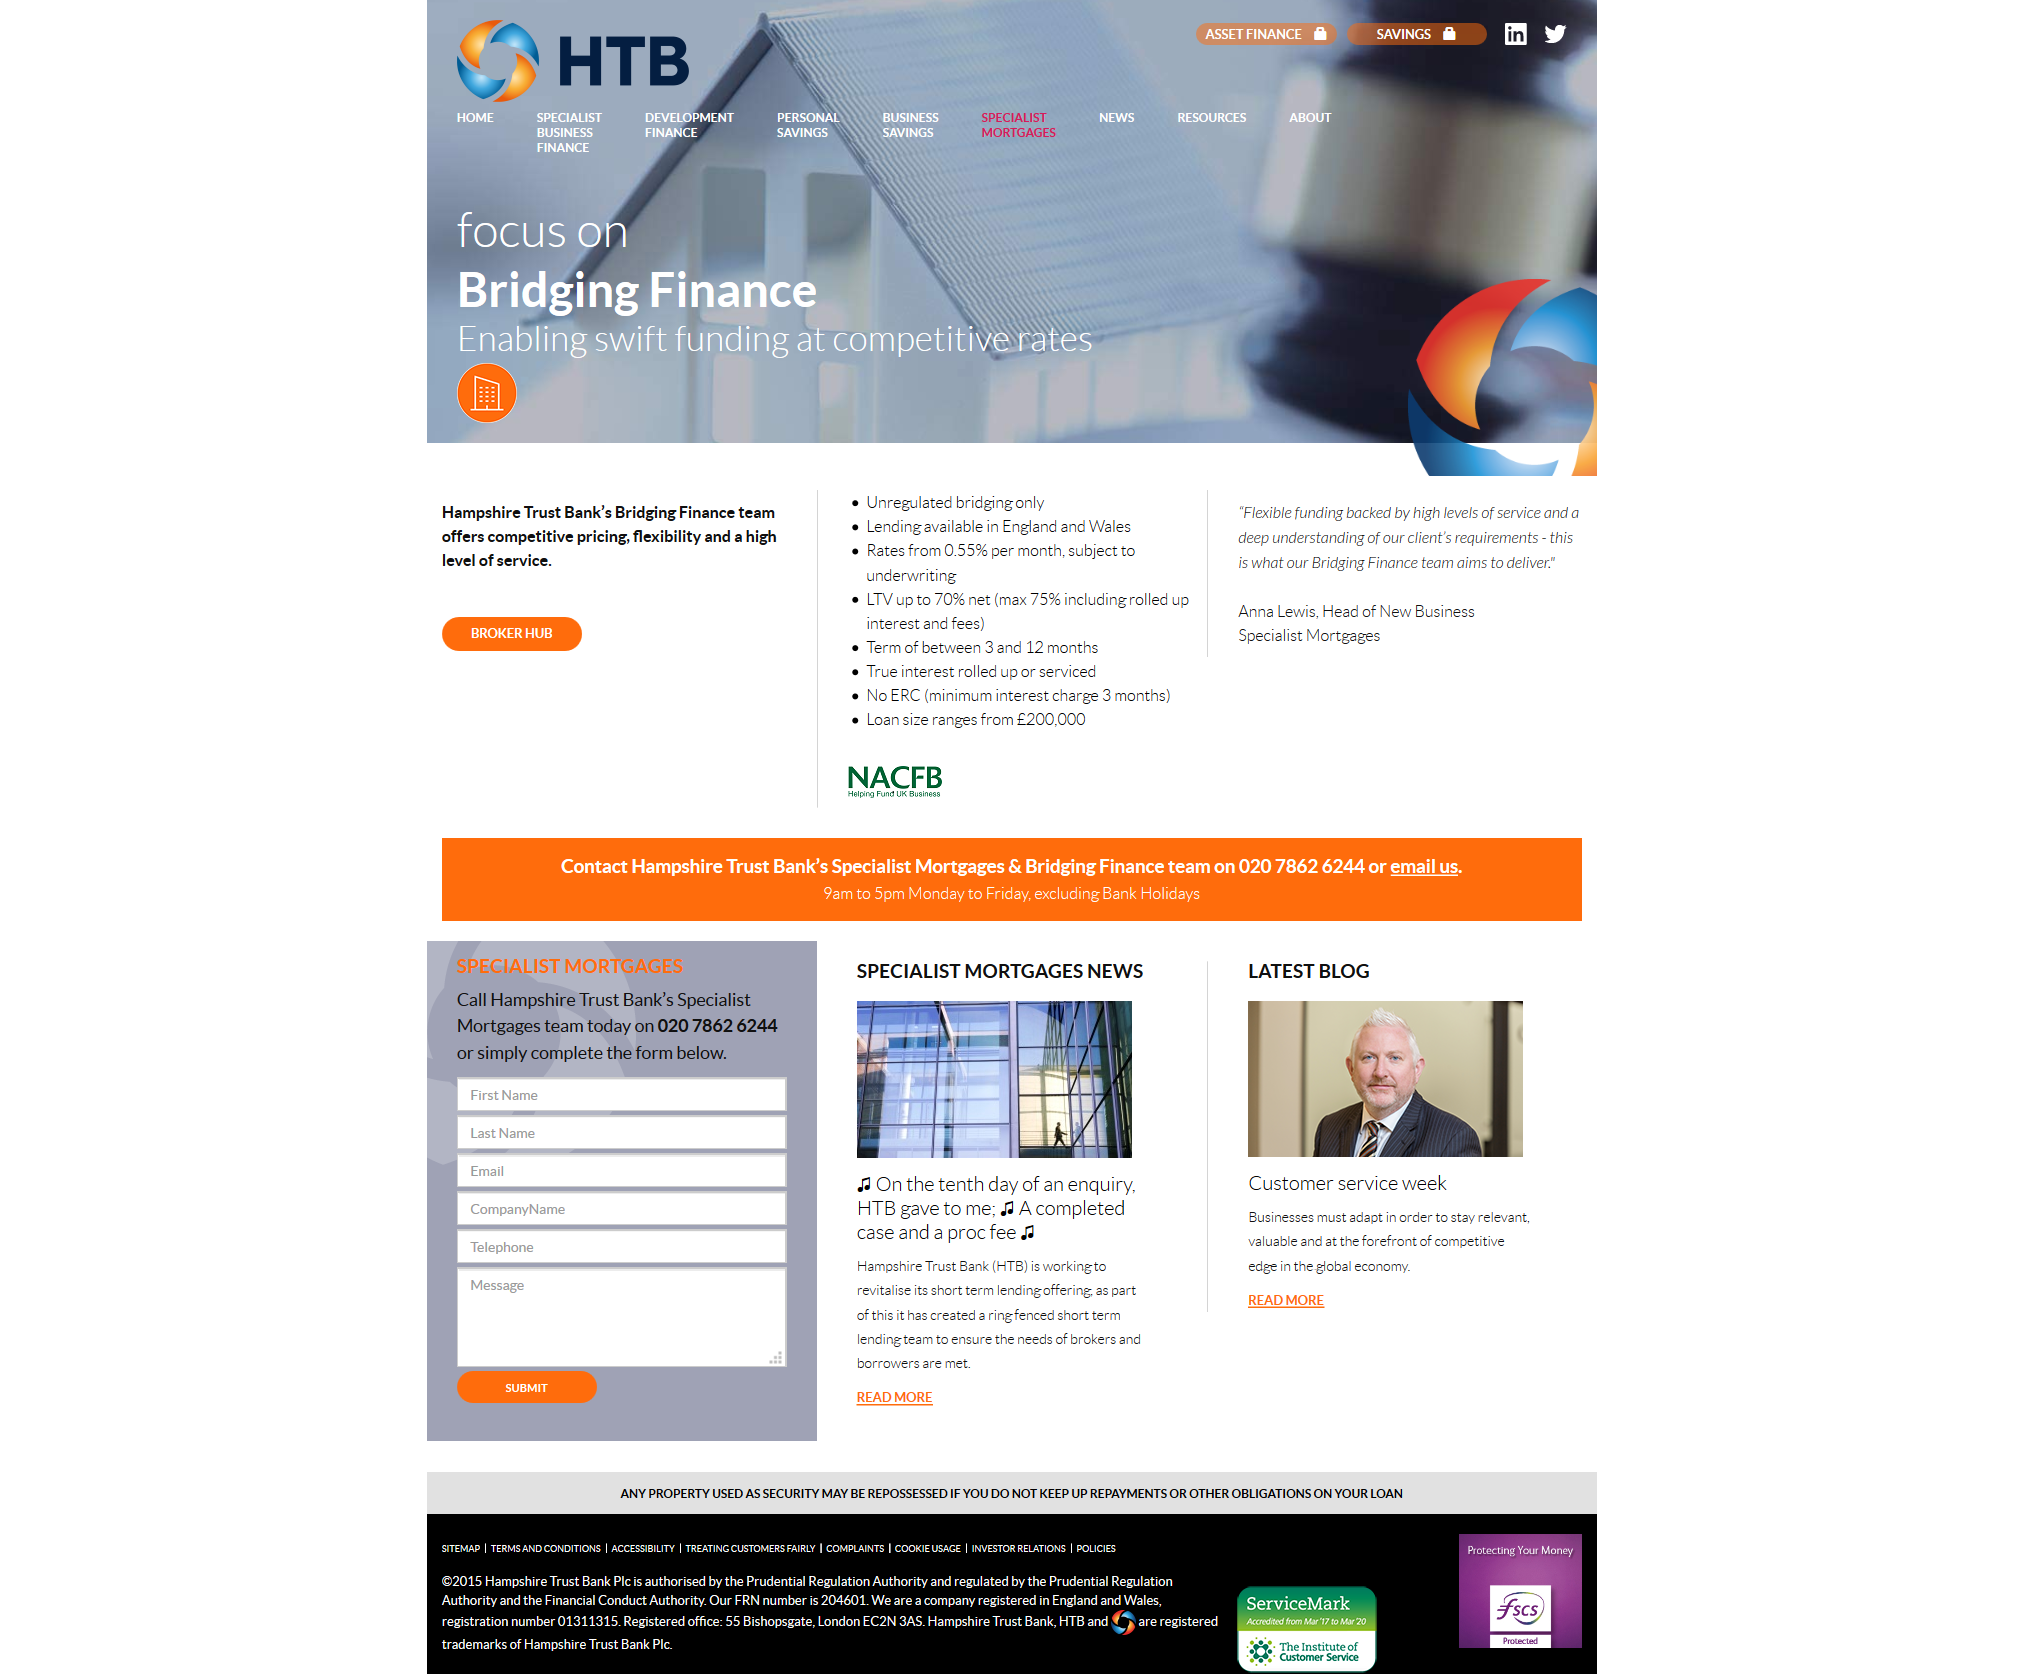 HTB
ASSET FINANCE
SAVINGS
in
HOME
SPECIALIST
BUSINESS
FINANCE
DEVELOPMENT
FINANCE
PERSONAL
SAVINGS
BUSINESS
SAVINGS
SPECIALIST
MORTGAGES
NEWS
RESOURCES
ABOUT
focus on
Bridging Finance
Enabling swift funding at competitive rates
Hampshire Trust Bank’s Bridging Finance team
offers competitive pricing, flexibility and a high
level of service.
BROKER HUB
• Unregulated bridging only
• Lending available in England and Wales
• Rates from 0.55% per month, subject to
underwriting
• LTV up to 70% net (max 75% including rolled up
interest and fees)
• Term of between 3 and 12 months
• True interest rolled up or serviced
• No ERC (minimum interest charge 3 months)
• Loan size ranges from £200,000
NACFB
Helping Fund UK Business
“Flexible funding backed by high levels of service and a
deep understanding of our client’s requirements - this
is what our Bridging Finance team aims to deliver."
Anna Lewis, Head of New Business
Specialist Mortgages
Contact Hampshire Trust Bank’s Specialist Mortgages & Bridging Finance team on 020 7862 6244 or email us.
9am to 5pm Monday to Friday, excluding Bank Holidays
SPECIALIST MORTGAGES
Call Hampshire Trust Bank’s Specialist
Mortgages team today on 020 7862 6244
or simply complete the form below.
First Name
Last Name
Email
CompanyName
Telephone
Message
SUBMIT
SPECIALIST MORTGAGES NEWS
♫ On the tenth day of an enquiry,
HTB gave to me; ♫ A completed
case and a proc fee ♫
Hampshire Trust Bank (HTB) is working to
revitalise its short term lending offering, as part
of this it has created a ring fenced short term
lending team to ensure the needs of brokers and
borrowers are met.
READ MORE
LATEST BLOG
Customer service week
Businesses must adapt in order to stay relevant,
valuable and at the forefront of competitive
edge in the global economy.
READ MORE
ANY PROPERTY USED AS SECURITY MAY BE REPOSSESSED IF YOU DO NOT KEEP UP REPAYMENTS OR OTHER OBLIGATIONS ON YOUR LOAN
SITEMAP | TERMS AND CONDITIONS | ACCESSIBILITY | TREATING CUSTOMERS FAIRLY | COMPLAINTS | COOKIE USAGE | INVESTOR RELATIONS | POLICIES
©2015 Hampshire Trust Bank Plc is authorised by the Prudential Regulation Authority and regulated by the Prudential Regulation
Authority and the Financial Conduct Authority. Our FRN number is 204601. We are a company registered in England and Wales,
registration number 01311315. Registered office: 55 Bishopsgate, London EC2N 3AS. Hampshire Trust Bank, HTB and are registered
trademarks of Hampshire Trust Bank Plc.
ServiceMark
Accredited from Mar '17 to Mar '20
The Institute of
Customer Service
Protecting Your Money
fscs
Protected